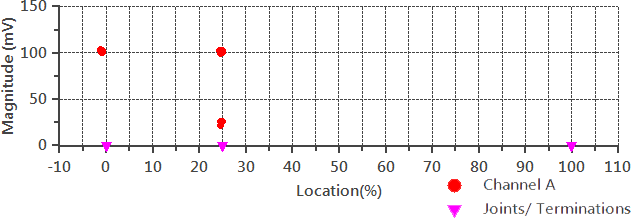 150
100
50
0
Magnitude (mV)
-10 0 10 20 30 40 50 60 70 80 90 100 110
Location(%)
Channel A
Joints/ Terminations